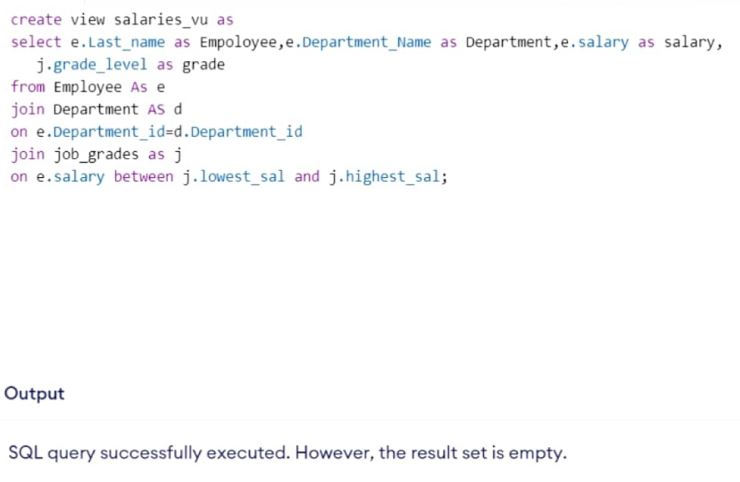 create view salaries_vu as
select e.Last_name as Empoloyee,e.Department_Name as Department,e.salary as salary,
j.grade_level as grade
from Employee As e
join Department AS d
on e.Department_id=d.Department_id
join job_grades as j
on e.salary between j.lowest_sal and j.highest_sal;
Output
SQL query successfully executed. However, the result set is empty.